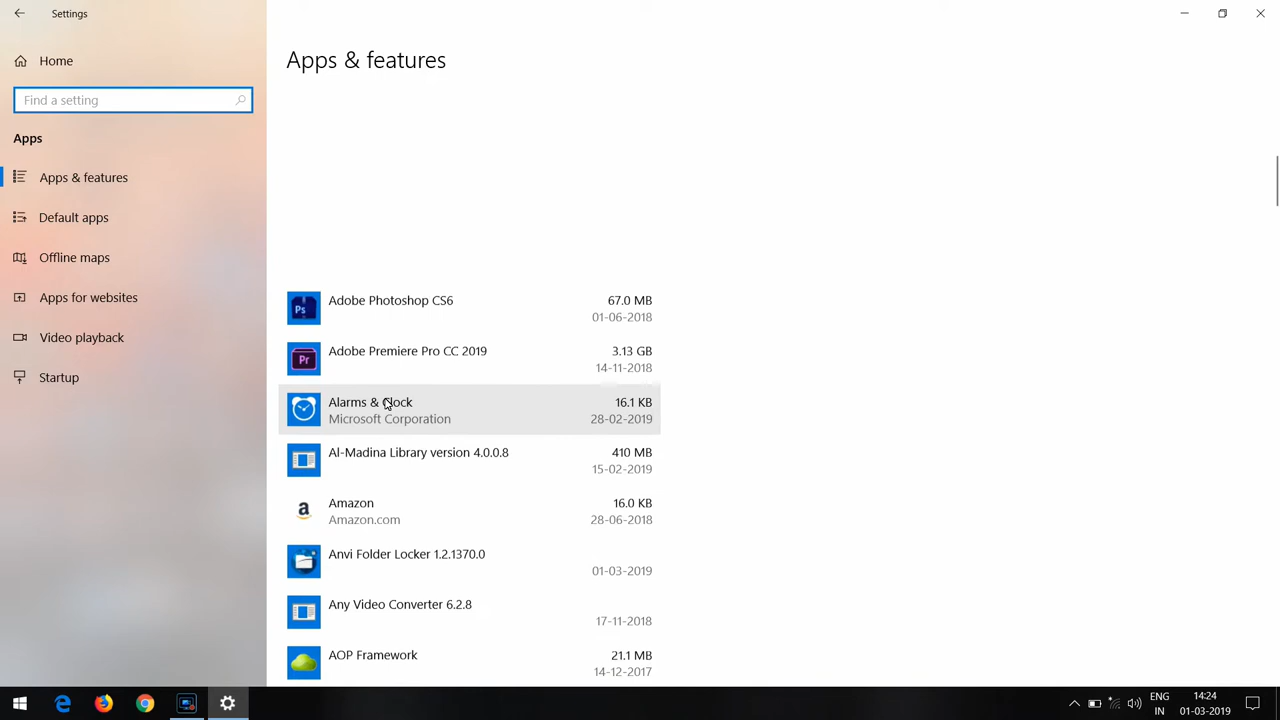 Settings
Home
Find a setting
Apps
Apps & features
Default apps
Offline maps
Apps for websites
Video playback
Startup
Apps & features
Adobe Photoshop CS6 67.0 MB
01-06-2018
Adobe Premiere Pro CC 2019 3.13 GB
14-11-2018
Alarms & Clock 16.1 KB
Microsoft Corporation 28-02-2019
Al-Madina Library version 4.0.0.8 410 MB
15-02-2019
Amazon 16.0 KB
Amazon.com 28-06-2018
Anvi Folder Locker 1.2.1370.0
01-03-2019
Any Video Converter 6.2.8
17-11-2018
AOP Framework 21.1 MB
14-12-2017
Ps
Pr
a
ENG 14:24
IN 01-03-2019